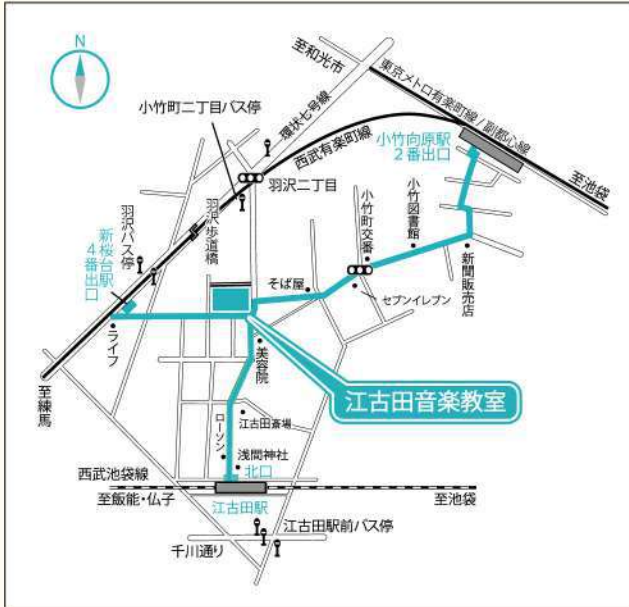 N
至和光市
東京メトロ有楽町線/副都心線
環状七号線
小竹町二丁目バス停
西武有楽町線
小竹向原駅
2番出口
至池袋
羽沢二丁目
羽沢歩道橋
羽沢バス停
新桜台駅
4番出口
小竹町交番
小竹図書館
新聞販売店
そば屋
セブンイレブン
ライフ
美容院
至練馬
江古田音楽教室
ローソン
江古田斎場
浅間神社
北口
西武池袋線
至飯能・仏子
江古田駅
至池袋
江古田駅前バス停
千川通り